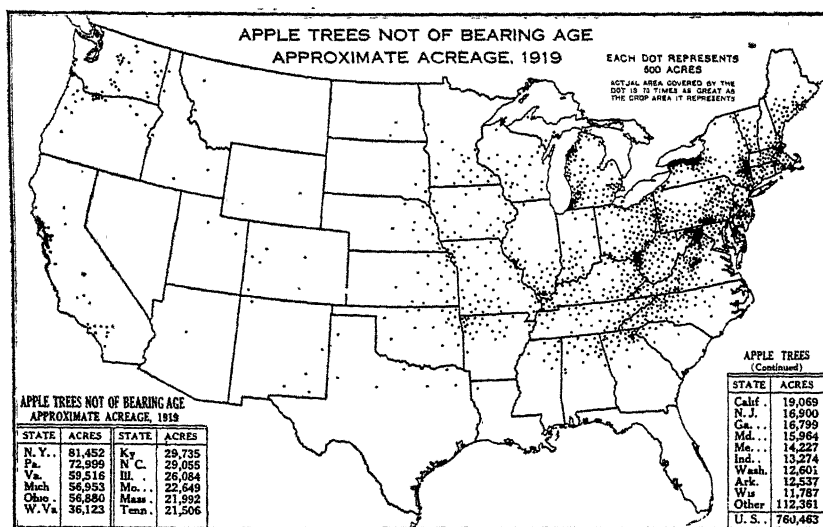 APPLE TREES NOT OF BEARING AGE
APPROXIMATE ACREAGE, 1919
EACH DOT REPRESENTS
500 ACRES
ACTUAL AREA COVERED BY THE
DOT IS 73 TIMES AS GREAT AS
THE CROP AREA IT REPRESENTS
APPLE TREES NOT OF BEARING AGE
APPROXIMATE ACREAGE, 1919
STATE ACRES STATE ACRES
N.Y.. 81,452 Ky 29,735
Pa. 72,999 N C. 29,055
Va. 59,516 Ill. . 26,084
Mich 56,953 Mo... 22,649
Ohio . 56,880 Mass . 21,992
W.Va 36,123 Tenn. 21,506
APPLE TREES
(Continued)
STATE ACRES
Calif . 19,069
N.J. 16,900
Ga... 16,799
Md... 15,964
Me... 14,227
Ind.. 13,274
Wash. 12,601
Ark. 12,537
Wis 11,787
Other 112,361
U.S. . 760,463